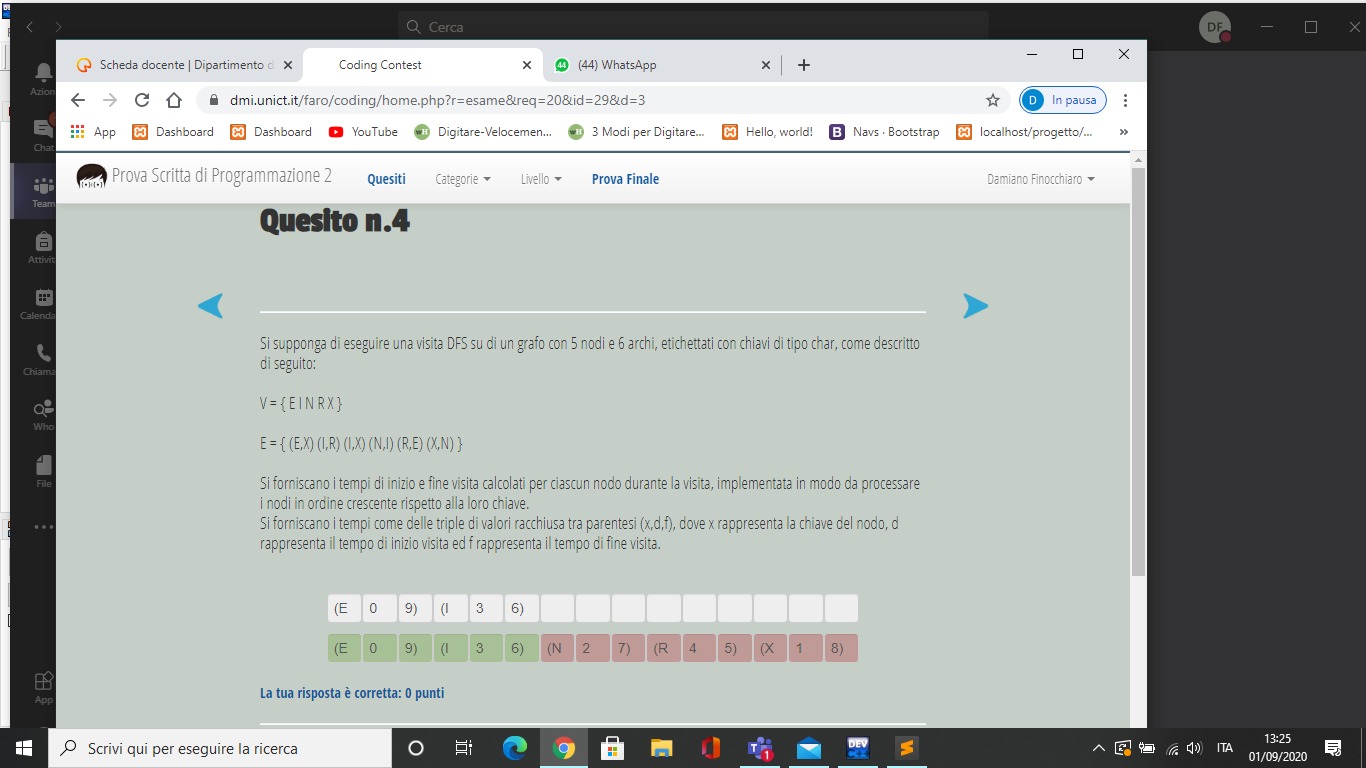 Cerca
DF
Scheda docente | Dipartimento d
Coding Contest
44
(44) WhatsApp
dmi.unict.it/faro/coding/home.php?r=esame&req=20&id=29&d=3
D
In pausa
App
Dashboard
Dashboard
YouTube
Digitare-Velocemen...
3 Modi per Digitare...
Hello, world!
Navs · Bootstrap
localhost/progetto/...
»
Azion
Chat
Team
Attivit
Calenda
Chiama
Who
File
App
Prova Scritta di Programmazione 2
Quesiti
Categorie
Livello
Prova Finale
Damiano Finocchiaro
Quesito n.4
Si supponga di eseguire una visita DFS su di un grafo con 5 nodi e 6 archi, etichettati con chiavi di tipo char, come descritto
di seguito:
V = { E I N R X }
E = { (E,X) (I,R) (I,X) (N,I) (R,E) (X,N) }
Si forniscano i tempi di inizio e fine visita calcolati per ciascun nodo durante la visita, implementata in modo da processare
i nodi in ordine crescente rispetto alla loro chiave.
Si forniscano i tempi come delle triple di valori racchiusa tra parentesi (x,d,f), dove x rappresenta la chiave del nodo, d
rappresenta il tempo di inizio visita ed f rappresenta il tempo di fine visita.
(E 0 9) (I 3 6)
(E 0 9) (I 3 6) (N 2 7) (R 4 5) (X 1 8)
La tua risposta è corretta: 0 punti
Scrivi qui per eseguire la ricerca
1
DEV
ITA
13:25
01/09/2020